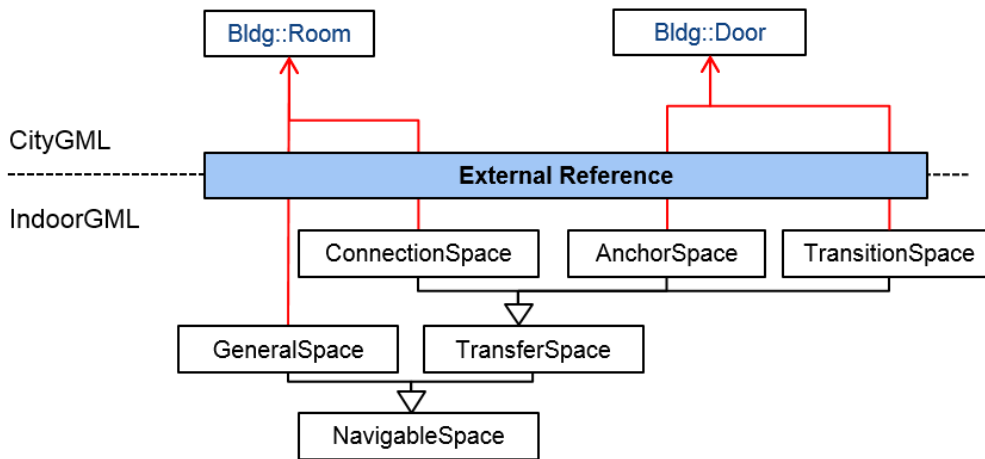 Bldg::Room
Bldg::Door
CityGML
External Reference
IndoorGML
ConnectionSpace
AnchorSpace
TransitionSpace
GeneralSpace
TransferSpace
NavigableSpace